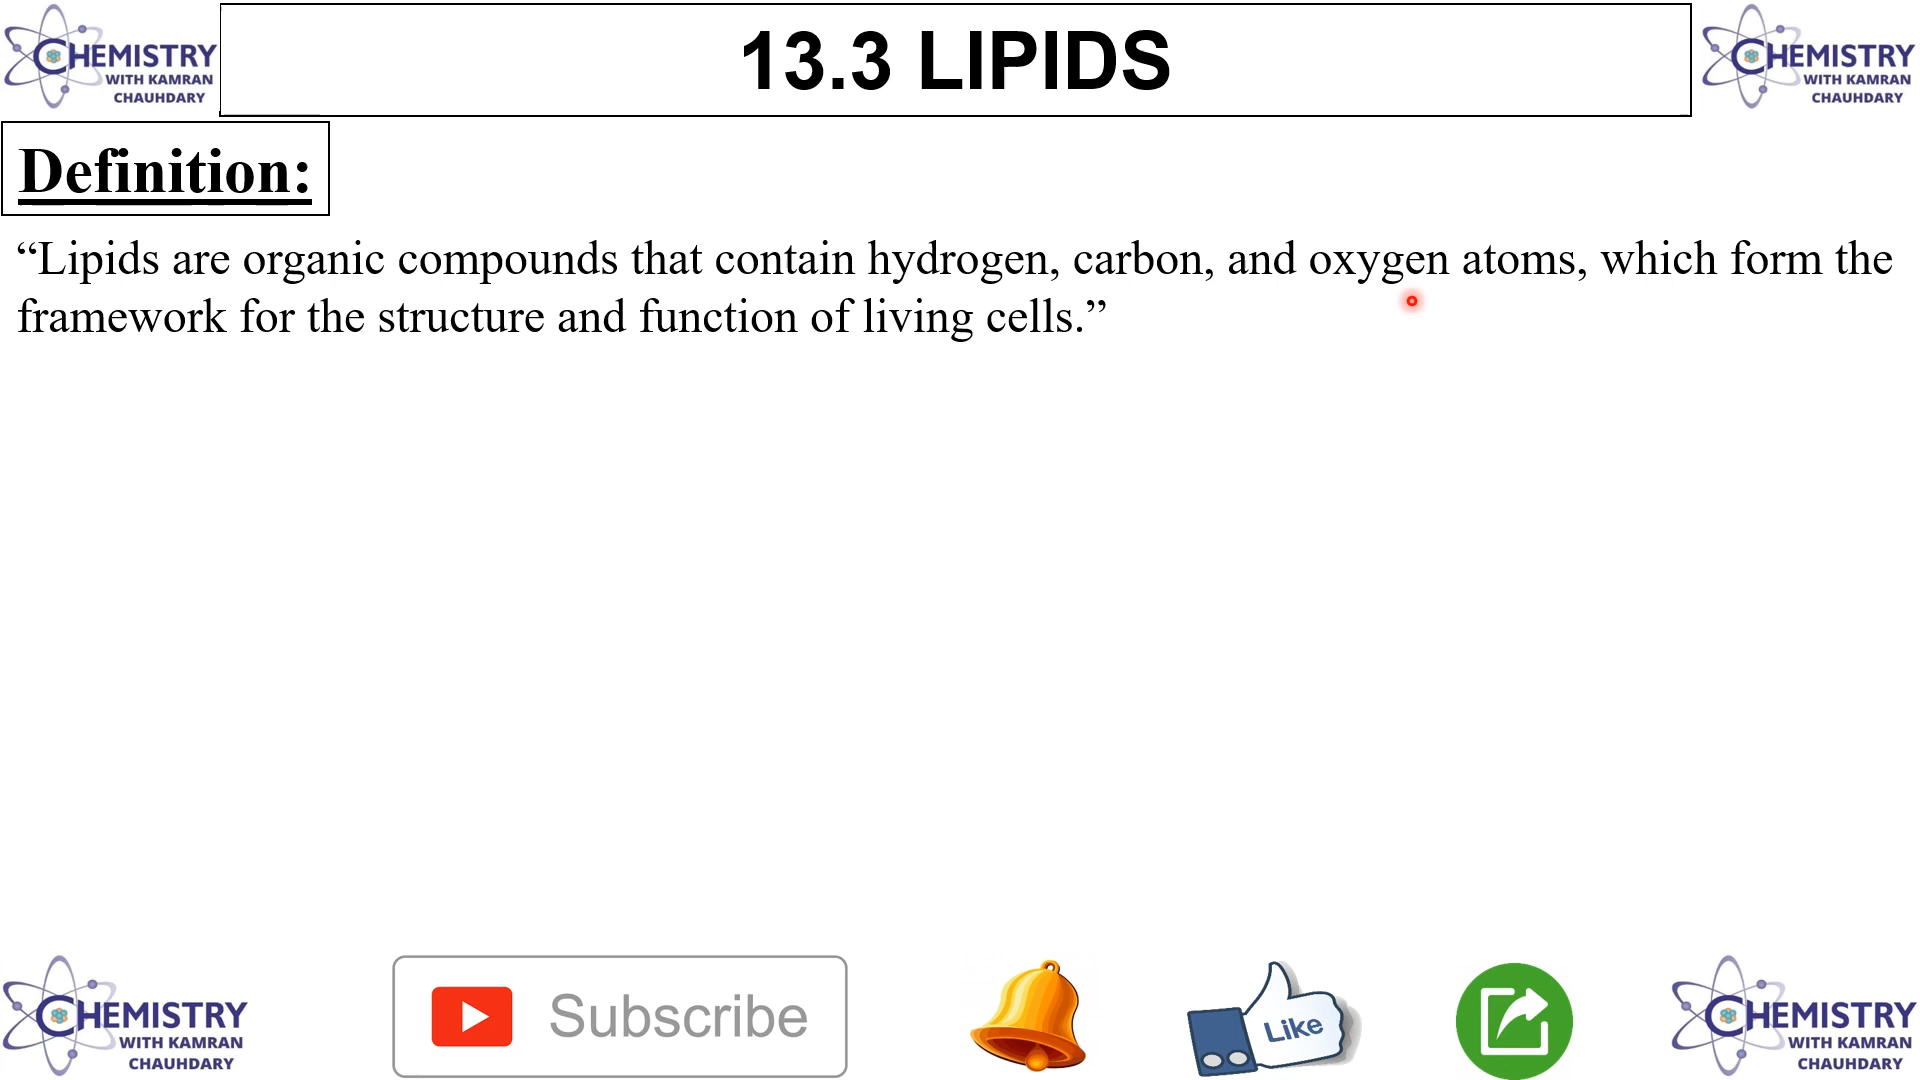 CHEMISTRY
WITH KAMRAN
CHAUHDARY
13.3 LIPIDS
CHEMISTRY
WITH KAMRAN
CHAUHDARY
Definition:
“Lipids are organic compounds that contain hydrogen, carbon, and oxygen atoms, which form the
framework for the structure and function of living cells.”
CHEMISTRY
WITH KAMRAN
CHAUHDARY
Subscribe
Like
CHEMISTRY
WITH KAMRAN
CHAUHDARY